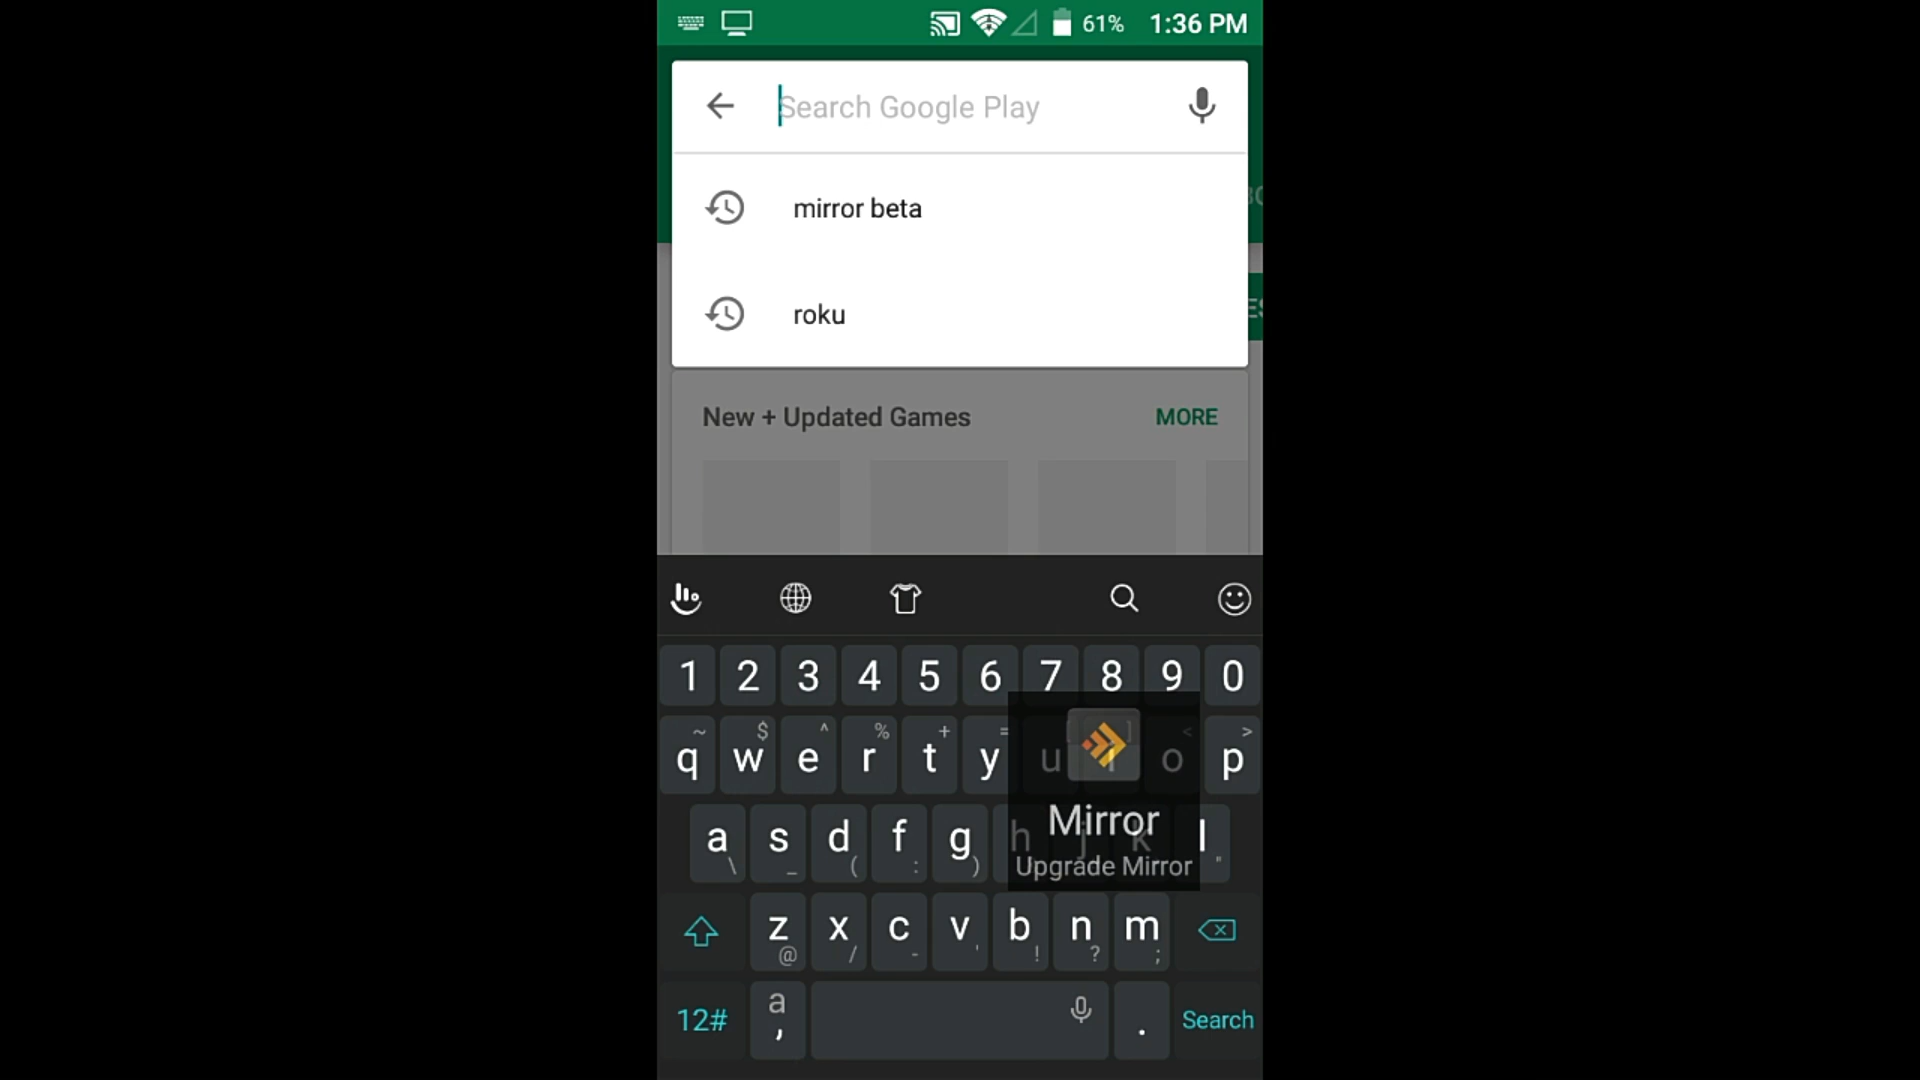 61% 1:36 PM
Search Google Play
mirror beta
roku
New + Updated Games MORE
1 2 3 4 5 6 7 8 9 0
~ $ ^ % + = [ ] < >
q w e r t y u i o p
a s d f g h j k l
\ _ ( : ) "
Mirror
Upgrade Mirror
z x c v b n m
@ / - ' ! ? ;
12# a , . Search